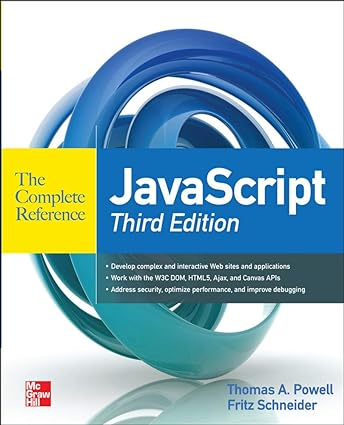 The
Complete
Reference
JavaScript
Third Edition
• Develop complex and interactive Web sites and applications
• Work with the W3C DOM, HTML5, Ajax, and Canvas APIs
• Address security, optimize performance, and improve debugging
Mc
Graw
Hill
Thomas A. Powell
Fritz Schneider